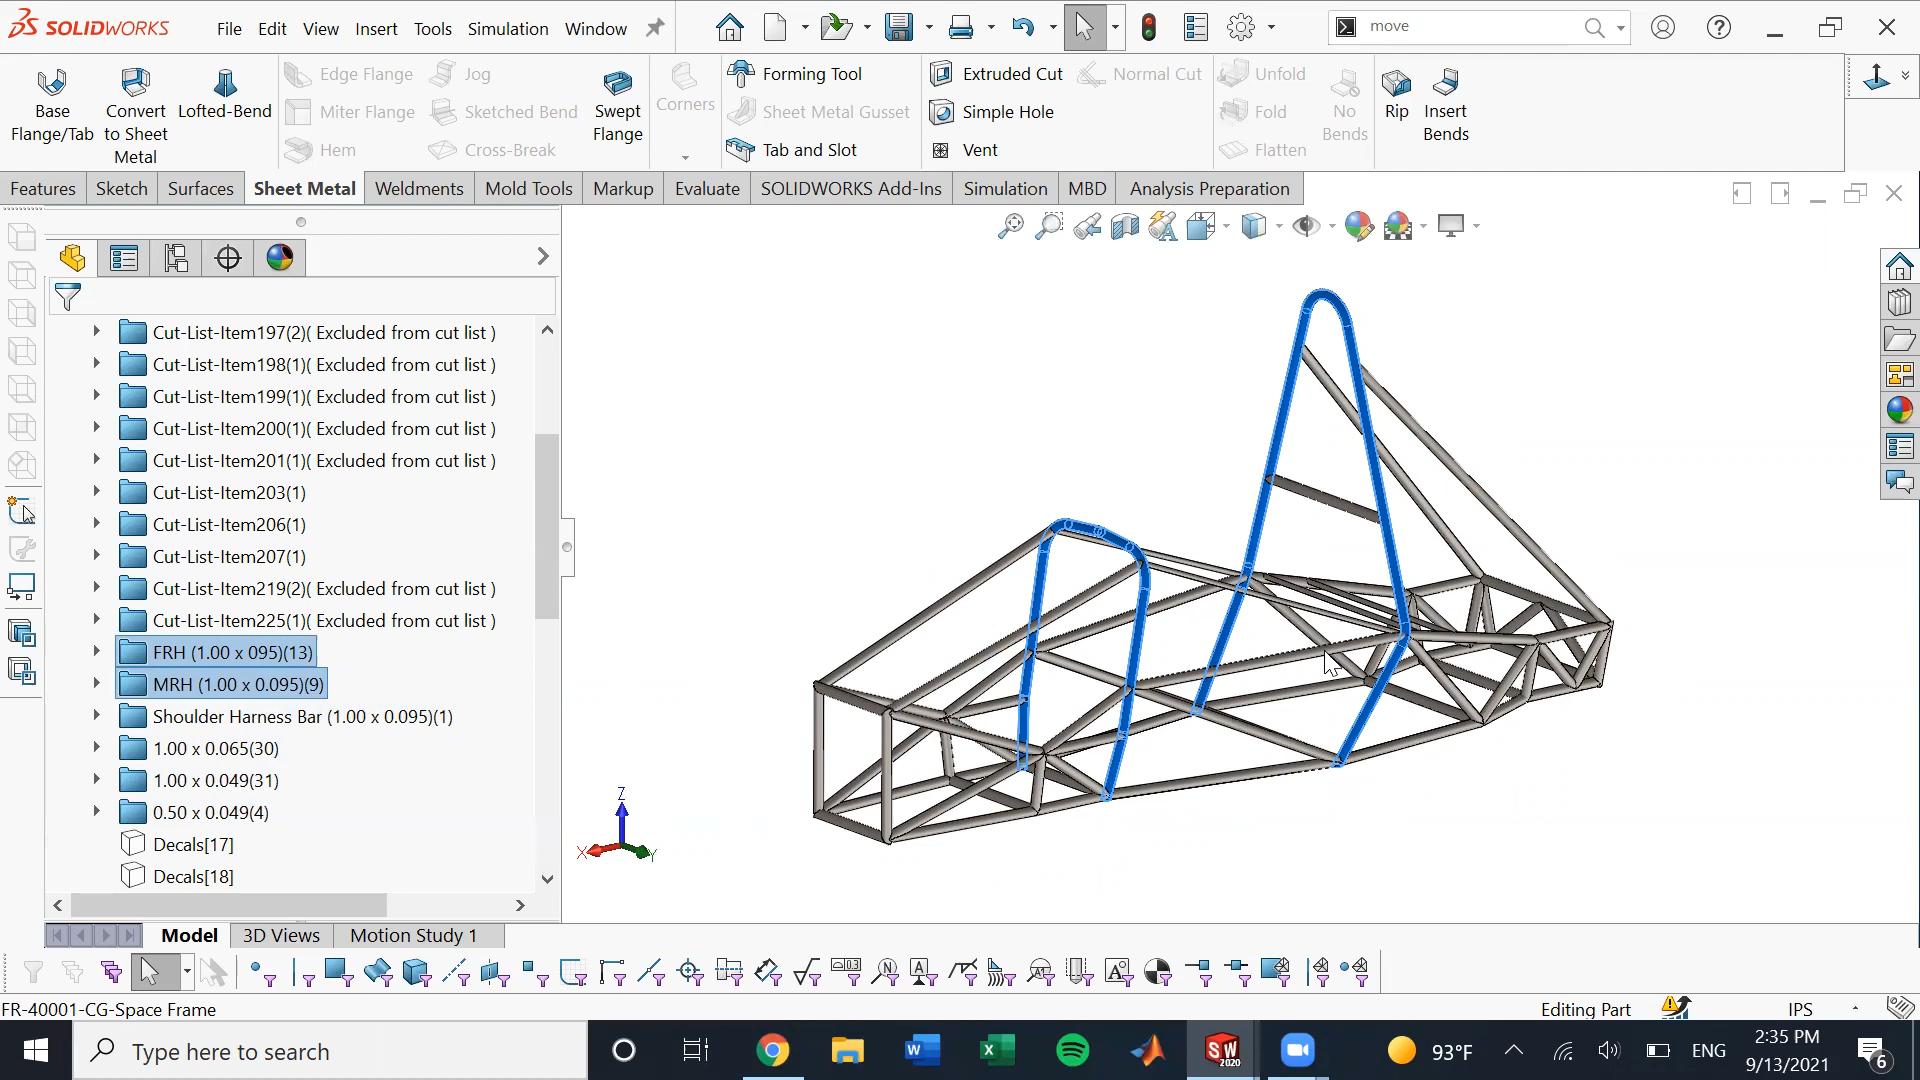 SOLIDWORKS File Edit View Insert Tools Simulation Window move
Base Flange/Tab
Convert to Sheet Metal
Lofted-Bend
Edge Flange
Miter Flange
Hem
Jog
Sketched Bend
Cross-Break
Swept Flange
Corners
Forming Tool
Sheet Metal Gusset
Tab and Slot
Extruded Cut
Simple Hole
Vent
Normal Cut
Unfold
Fold
Flatten
No Bends
Rip
Insert Bends
Features Sketch Surfaces Sheet Metal Weldments Mold Tools Markup Evaluate SOLIDWORKS Add-Ins Simulation MBD Analysis Preparation
Cut-List-Item197(2)( Excluded from cut list )
Cut-List-Item198(1)( Excluded from cut list )
Cut-List-Item199(1)( Excluded from cut list )
Cut-List-Item200(1)( Excluded from cut list )
Cut-List-Item201(1)( Excluded from cut list )
Cut-List-Item203(1)
Cut-List-Item206(1)
Cut-List-Item207(1)
Cut-List-Item219(2)( Excluded from cut list )
Cut-List-Item225(1)( Excluded from cut list )
FRH (1.00 x 095)(13)
MRH (1.00 x 0.095)(9)
Shoulder Harness Bar (1.00 x 0.095)(1)
1.00 x 0.065(30)
1.00 x 0.049(31)
0.50 x 0.049(4)
Decals[17]
Decals[18]
Z
X
Y
Model 3D Views Motion Study 1
FR-40001-CG-Space Frame
Editing Part
IPS
Type here to search
SW 2020
93°F
ENG
2:35 PM
9/13/2021
6